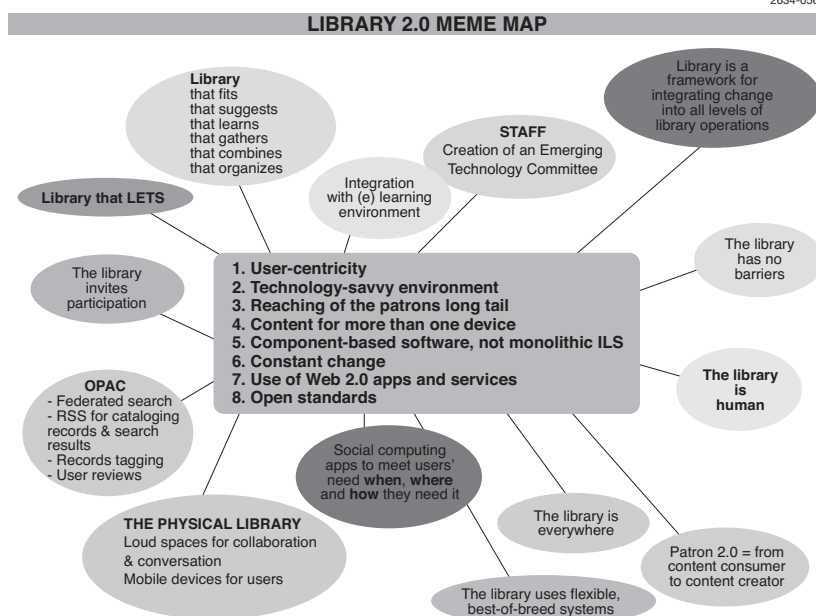 2634-056
LIBRARY 2.0 MEME MAP
Library
that fits
that suggests
that learns
that gathers
that combines
that organizes
Library that LETS
Integration
with (e) learning
environment
STAFF
Creation of an Emerging
Technology Committee
Library is a
framework for
integrating change
into all levels of
library operations
The library
invites
participation
The library
has no
barriers
1. User-centricity
2. Technology-savvy environment
3. Reaching of the patrons long tail
4. Content for more than one device
5. Component-based software, not monolithic ILS
6. Constant change
7. Use of Web 2.0 apps and services
8. Open standards
The library
is
human
OPAC
- Federated search
- RSS for cataloging
records & search
results
- Records tagging
- User reviews
Social computing
apps to meet users'
need when, where
and how they need it
THE PHYSICAL LIBRARY
Loud spaces for collaboration
& conversation
Mobile devices for users
The library is
everywhere
Patron 2.0 = from
content consumer
to content creator
The library uses flexible,
best-of-breed systems